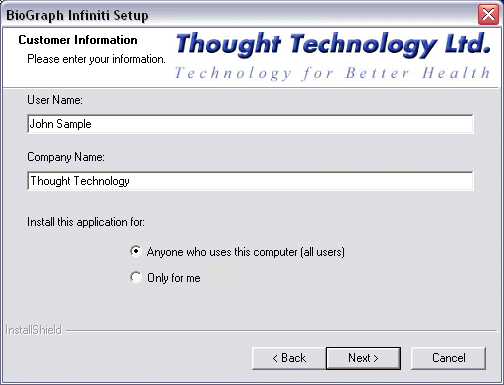 BioGraph Infiniti Setup
Customer Information
Please enter your information.
Thought Technology Ltd.
Technology for Better Health
User Name:
John Sample
Company Name:
Thought Technology
Install this application for:
Anyone who uses this computer (all users)
Only for me
InstallShield
< Back
Next >
Cancel